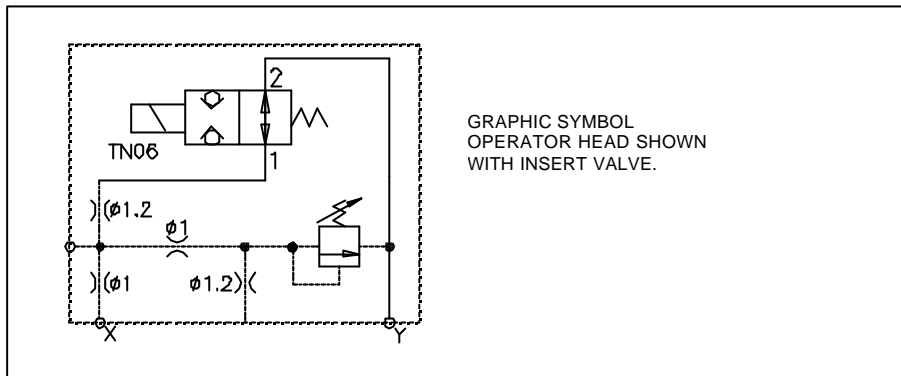 2
TN06
1
GRAPHIC SYMBOL
OPERATOR HEAD SHOWN
WITH INSERT VALVE.
ø1.2
ø1
ø1
ø1.2
X
Y